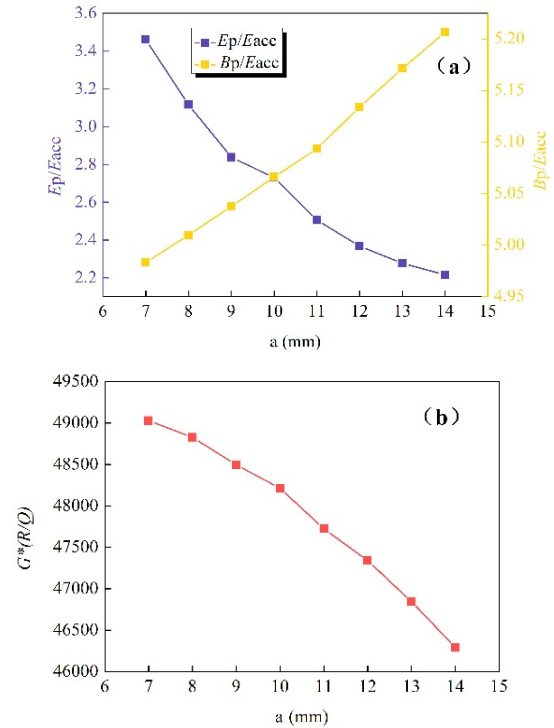 3.6
3.4
3.2
3.0
2.8
2.6
2.4
2.2
Ep/Eacc
Ep/Eacc
Bp/Eacc
（a）
5.20
5.15
5.10
5.05
5.00
4.95
Bp/Eacc
6 7 8 9 10 11 12 13 14 15
a (mm)
49500
49000
48500
48000
47500
47000
46500
46000
G*(R/Q)
（b）
6 7 8 9 10 11 12 13 14 15
a (mm)